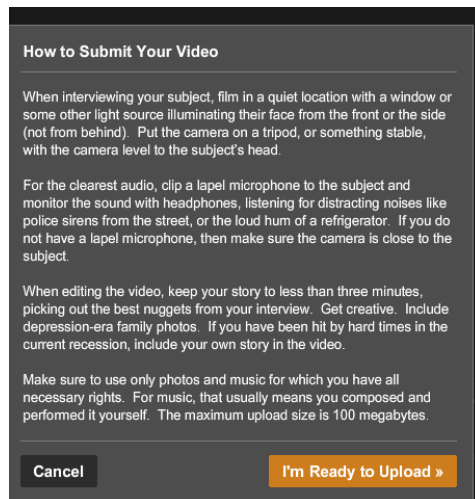 How to Submit Your Video
When interviewing your subject, film in a quiet location with a window or
some other light source illuminating their face from the front or the side
(not from behind).  Put the camera on a tripod, or something stable,
with the camera level to the subject's head.
For the clearest audio, clip a lapel microphone to the subject and
monitor the sound with headphones, listening for distracting noises like
police sirens from the street, or the loud hum of a refrigerator.  If you do
not have a lapel microphone, then make sure the camera is close to the
subject.
When editing the video, keep your story to less than three minutes,
picking out the best nuggets from your interview.  Get creative.  Include
depression-era family photos.  If you have been hit by hard times in the
current recession, include your own story in the video.
Make sure to use only photos and music for which you have all
necessary rights.  For music, that usually means you composed and
performed it yourself.  The maximum upload size is 100 megabytes.
Cancel
I'm Ready to Upload »